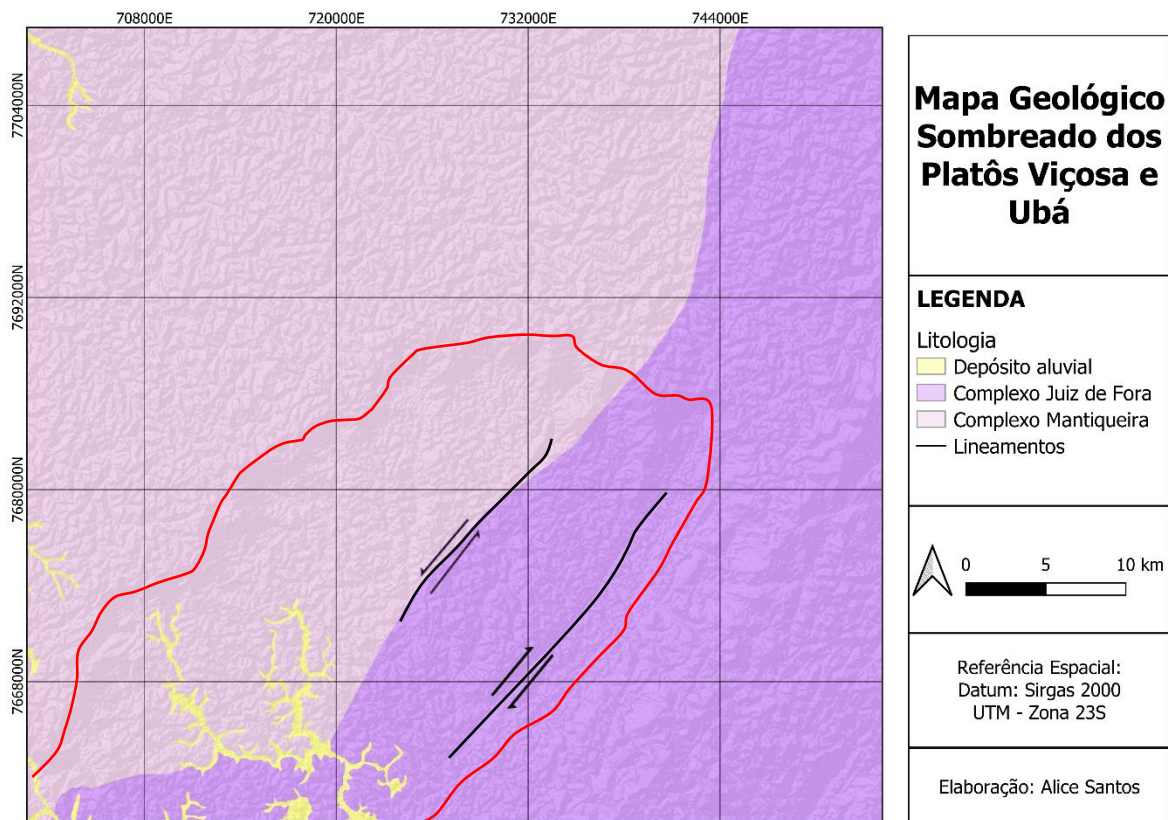 708000E
720000E
732000E
744000E
7704000N
7692000N
7680000N
7668000N
Mapa Geológico
Sombreado dos
Platôs Viçosa e
Ubá
LEGENDA
Litologia
Depósito aluvial
Complexo Juiz de Fora
Complexo Mantiqueira
Lineamentos
0
5
10 km
Referência Espacial:
Datum: Sirgas 2000
UTM - Zona 23S
Elaboração: Alice Santos